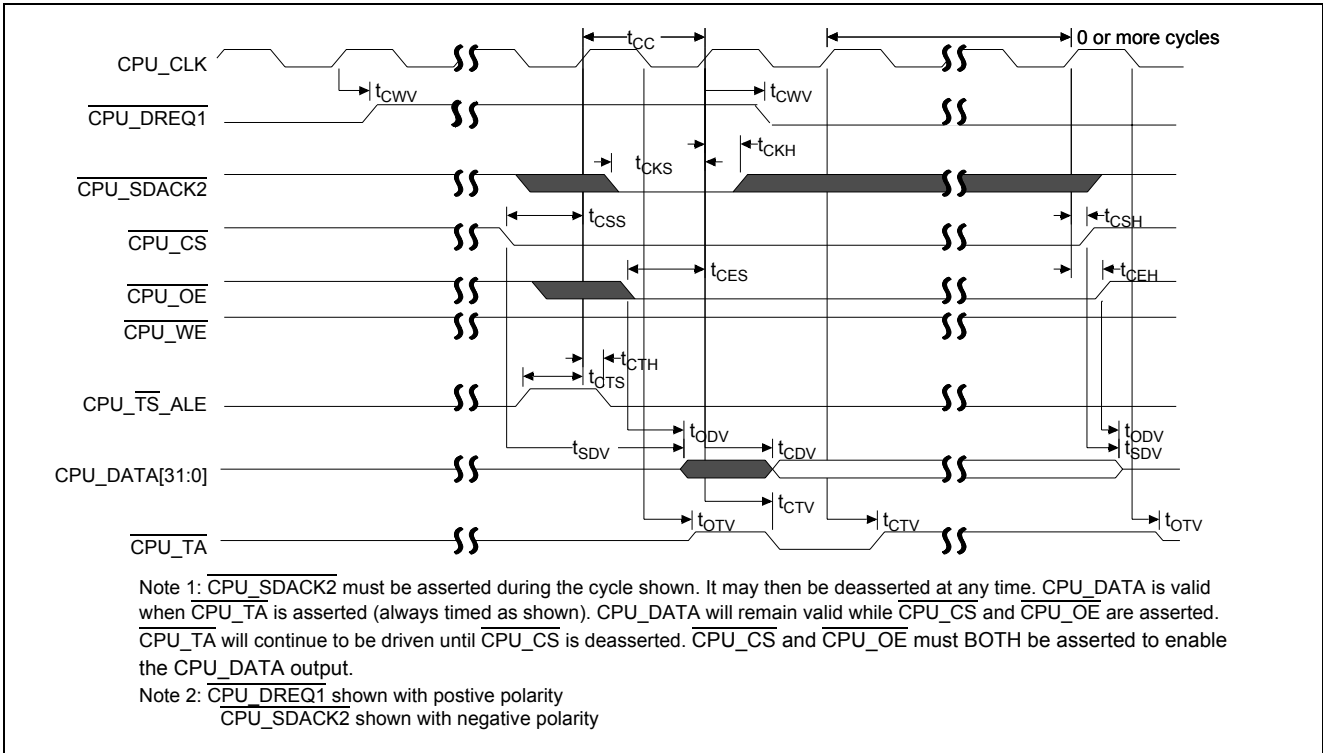 t̅CC 0 or more cycles
CPU_CLK
tCWV tCWV
CPU_DREQ1
tCKH
tCKS
CPU_SDACK2
tCSS tCSH
CPU_CS
tCES tCEH
CPU_OE
CPU_WE
tCTH
tCTS
CPU_TS_ALE
tODV tODV
tSDV tCDV tSDV
CPU_DATA[31:0]
tCTV
tOTV tCTV tOTV
CPU_TA
Note 1: CPU_SDACK2 must be asserted during the cycle shown. It may then be deasserted at any time. CPU_DATA is valid
when CPU_TA is asserted (always timed as shown). CPU_DATA will remain valid while CPU_CS and CPU_OE are asserted.
CPU_TA will continue to be driven until CPU_CS is deasserted. CPU_CS and CPU_OE must BOTH be asserted to enable
the CPU_DATA output.
Note 2: CPU_DREQ1 shown with postive polarity
CPU_SDACK2 shown with negative polarity